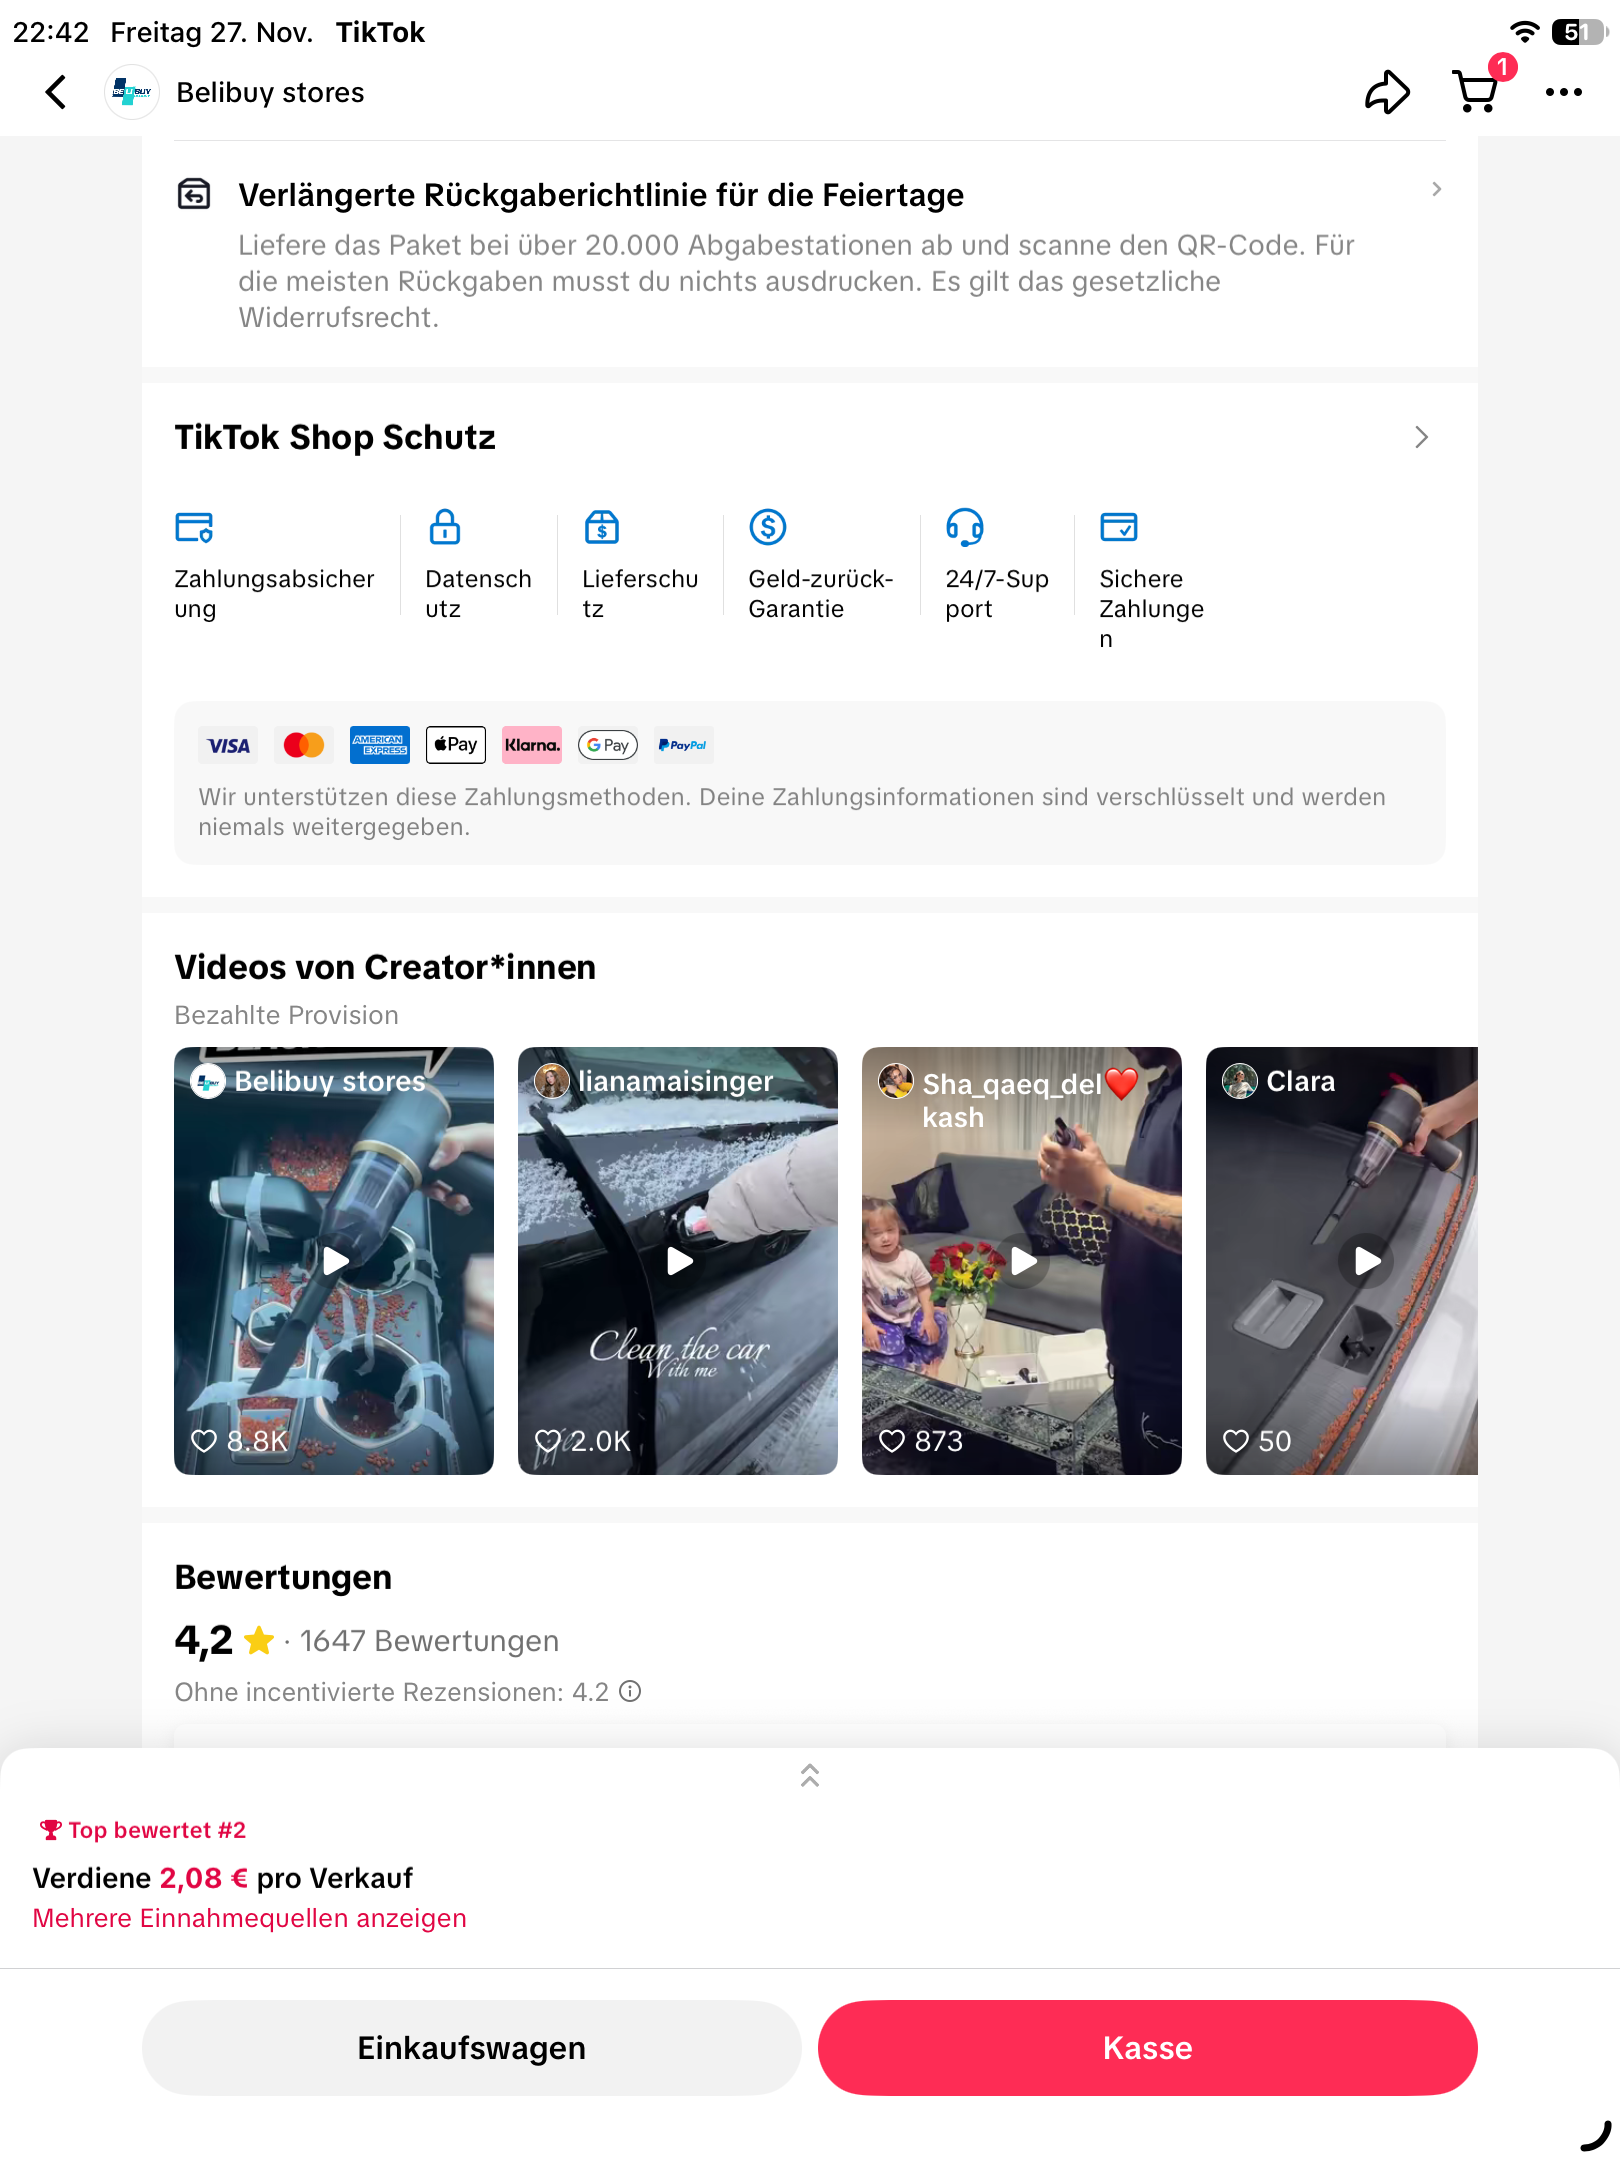 22:42 Freitag 27. Nov. TikTok
51
Belibuy stores
1
Verlängerte Rückgaberichtlinie für die Feiertage
Liefere das Paket bei über 20.000 Abgabestationen ab und scanne den QR-Code. Für
die meisten Rückgaben musst du nichts ausdrucken. Es gilt das gesetzliche
Widerrufsrecht.
TikTok Shop Schutz
Zahlungsabsicher
ung
Datensch
utz
Lieferschu
tz
Geld-zurück-
Garantie
24/7-Sup
port
Sichere
Zahlunge
n
VISA
AMERICAN
EXPRESS
Pay
Klarna.
G Pay
PayPal
Wir unterstützen diese Zahlungsmethoden. Deine Zahlungsinformationen sind verschlüsselt und werden
niemals weitergegeben.
Videos von Creator*innen
Bezahlte Provision
Belibuy stores
8.8K
lianamaisinger
Clean the car
With me
2.0K
Sha_qaeq_del❤️
kash
873
Clara
50
Bewertungen
4,2 · 1647 Bewertungen
Ohne incentivierte Rezensionen: 4.2
Top bewertet #2
Verdiene 2,08 € pro Verkauf
Mehrere Einnahmequellen anzeigen
Einkaufswagen
Kasse